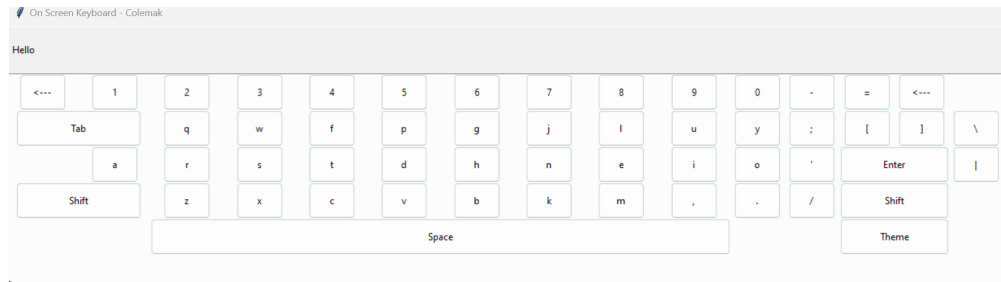 On Screen Keyboard - Colemak
Hello
<--- 1 2 3 4 5 6 7 8 9 0 - = <---
Tab q w f p g j l u y ; [ ] \
a r s t d h n e i o ' Enter |
Shift z x c v b k m , . / Shift
Space Theme